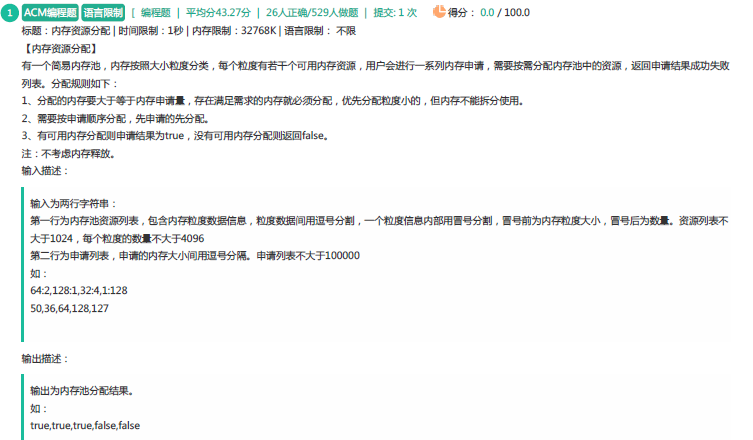 1 ACM编程题 语言限制 [ 编程题 | 平均分43.27分 | 26人正确/529人做题 | 提交: 1 次 得分： 0.0 / 100.0
标题：内存资源分配 | 时间限制：1秒 | 内存限制：32768K | 语言限制： 不限
【内存资源分配】
有一个简易内存池，内存按照大小粒度分类，每个粒度有若干个可用内存资源，用户会进行一系列内存申请，需要按需分配内存池中的资源，返回申请结果成功失败
列表。分配规则如下：
1、分配的内存要大于等于内存申请量，存在满足需求的内存就必须分配，优先分配粒度小的，但内存不能拆分使用。
2、需要按申请顺序分配，先申请的先分配。
3、有可用内存分配则申请结果为true，没有可用内存分配则返回false。
注：不考虑内存释放。
输入描述：
输入为两行字符串：
第一行为内存池资源列表，包含内存粒度数据信息，粒度数据间用逗号分割，一个粒度信息内部用冒号分割，冒号前为内存粒度大小，冒号后为数量。资源列表不
大于1024，每个粒度的数量不大于4096
第二行为申请列表，申请的内存大小间用逗号分隔。申请列表不大于100000
如：
64:2,128:1,32:4,1:128
50,36,64,128,127
输出描述：
输出为内存池分配结果。
如：
true,true,true,false,false